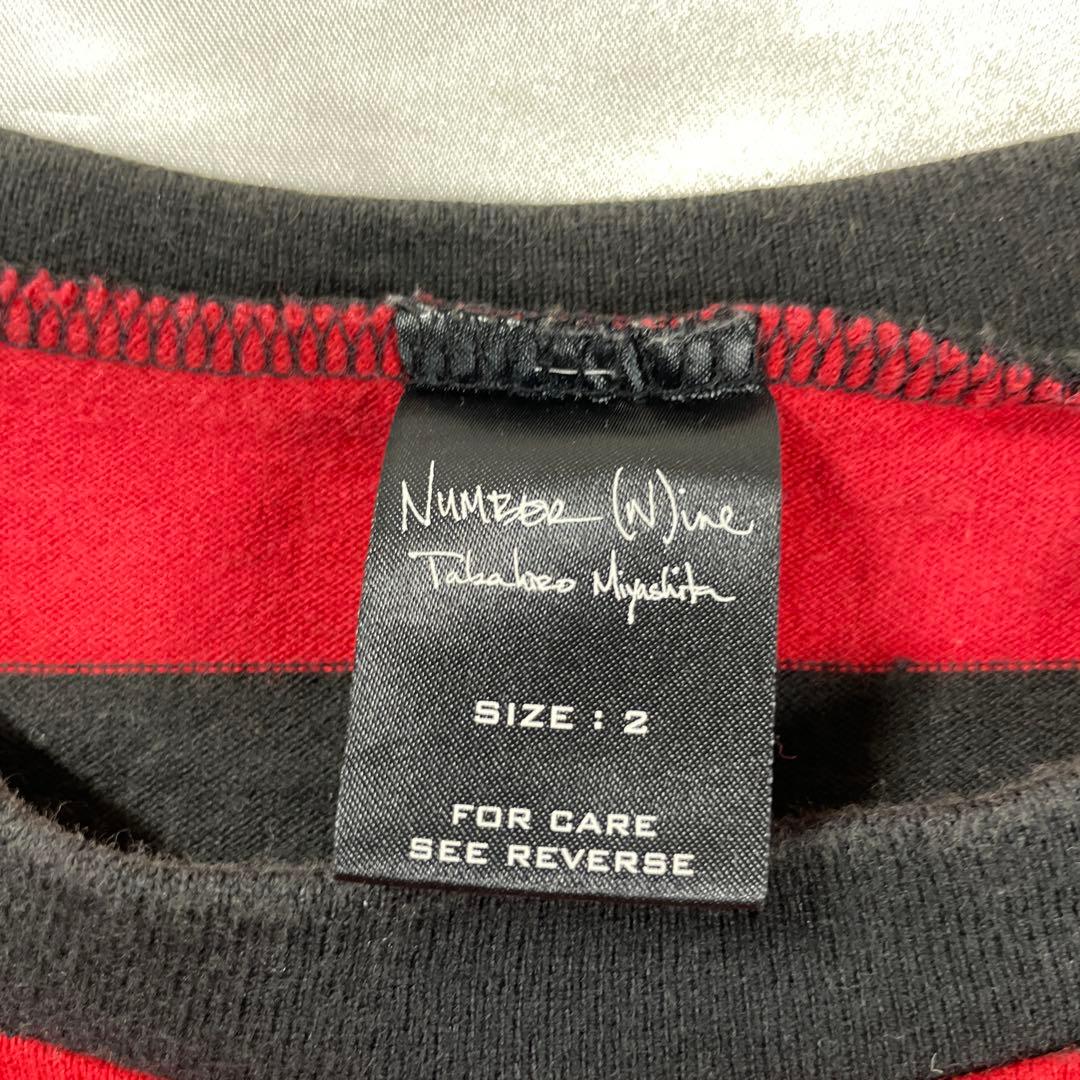 NUMBER (N)ine
Takahiro Miyashita
SIZE : 2
FOR CARE
SEE REVERSE